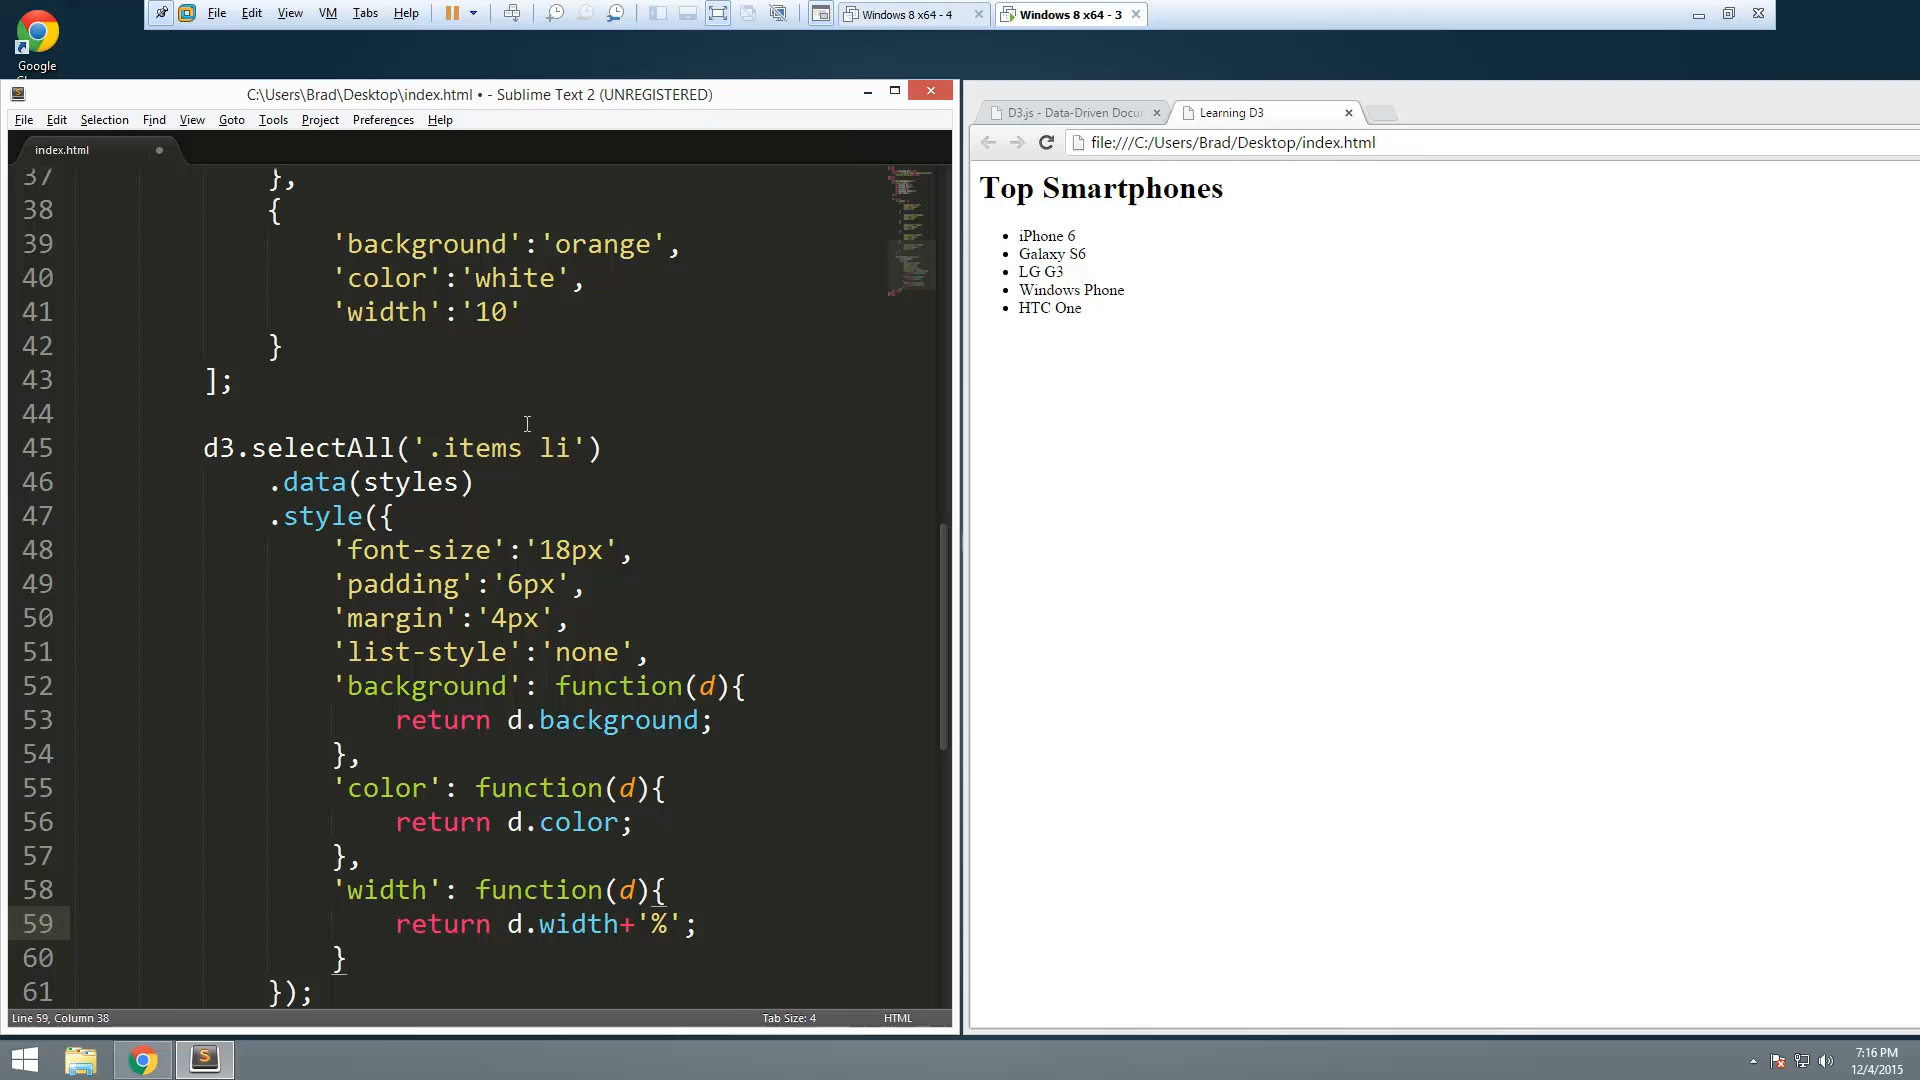 File Edit View VM Tabs Help
Windows 8 x64 - 4
Windows 8 x64 - 3
Google
C:\Users\Brad\Desktop\index.html • - Sublime Text 2 (UNREGISTERED)
File Edit Selection Find View Goto Tools Project Preferences Help
index.html
37 },
38 {
39 'background':'orange',
40 'color':'white',
41 'width':'10'
42 }
43 ];
44
45 d3.selectAll('.items li')
46 .data(styles)
47 .style({
48 'font-size':'18px',
49 'padding':'6px',
50 'margin':'4px',
51 'list-style':'none',
52 'background': function(d){
53 return d.background;
54 },
55 'color': function(d){
56 return d.color;
57 },
58 'width': function(d){
59 return d.width+'%';
60 }
61 });
Line 59, Column 38
Tab Size: 4
HTML
D3.js - Data-Driven Docu
Learning D3
file:///C:/Users/Brad/Desktop/index.html
Top Smartphones
• iPhone 6
• Galaxy S6
• LG G3
• Windows Phone
• HTC One
7:16 PM
12/4/2015